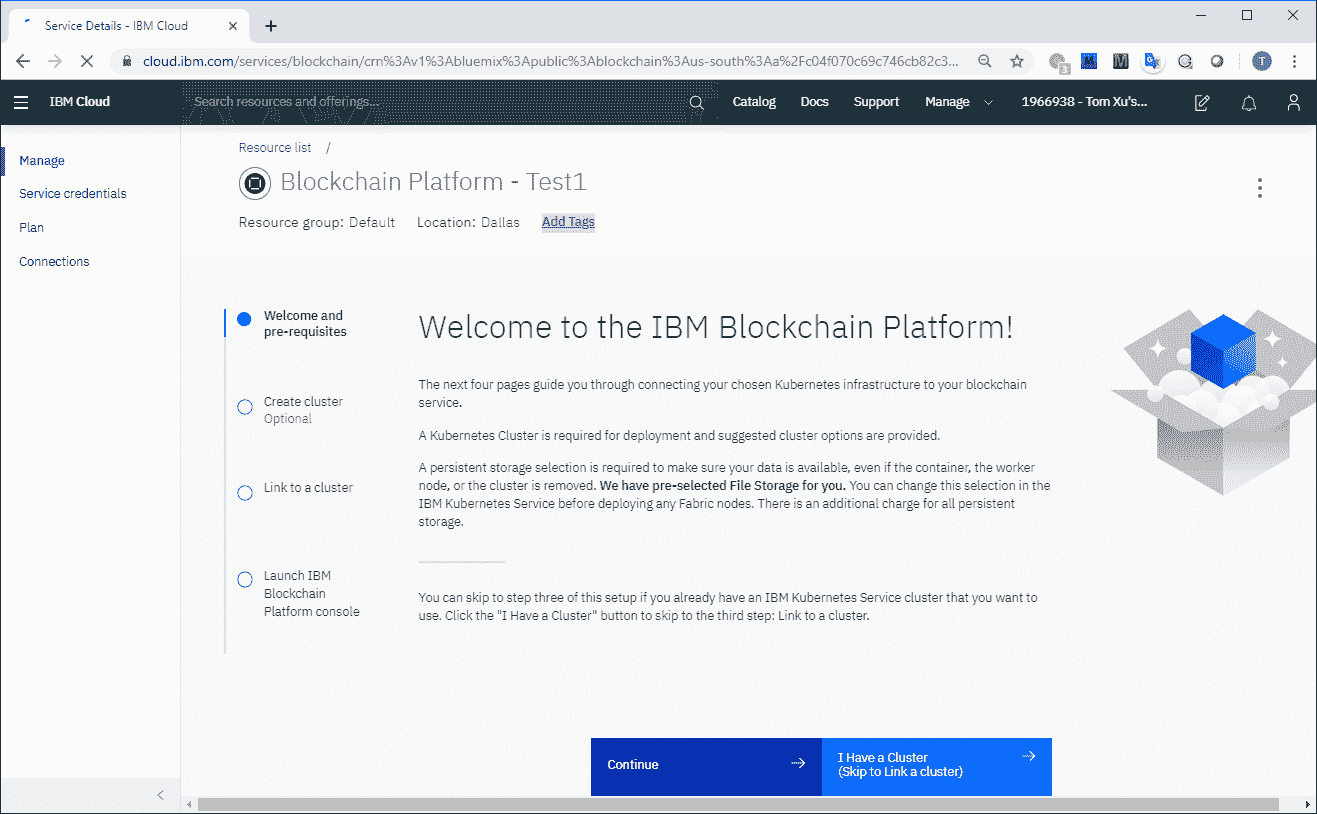 Service Details - IBM Cloud
cloud.ibm.com/services/blockchain/crn%3Av1%3Abluemix%3Apublic%3Ablockchain%3Aus-south%3Aa%2Fc04f070c69c746cb82c3...
3
T
IBM Cloud
Search resources and offerings...
Catalog
Docs
Support
Manage
1966938 - Tom Xu's...
Manage
Service credentials
Plan
Connections
Resource list /
Blockchain Platform - Test1
Resource group: Default Location: Dallas Add Tags
Welcome and
pre-requisites
Create cluster
Optional
Link to a cluster
Launch IBM
Blockchain
Platform console
Welcome to the IBM Blockchain Platform!
The next four pages guide you through connecting your chosen Kubernetes infrastructure to your blockchain
service.
A Kubernetes Cluster is required for deployment and suggested cluster options are provided.
A persistent storage selection is required to make sure your data is available, even if the container, the worker
node, or the cluster is removed. We have pre-selected File Storage for you. You can change this selection in the
IBM Kubernetes Service before deploying any Fabric nodes. There is an additional charge for all persistent
storage.
You can skip to step three of this setup if you already have an IBM Kubernetes Service cluster that you want to
use. Click the "I Have a Cluster" button to skip to the third step: Link to a cluster.
Continue
I Have a Cluster
(Skip to Link a cluster)